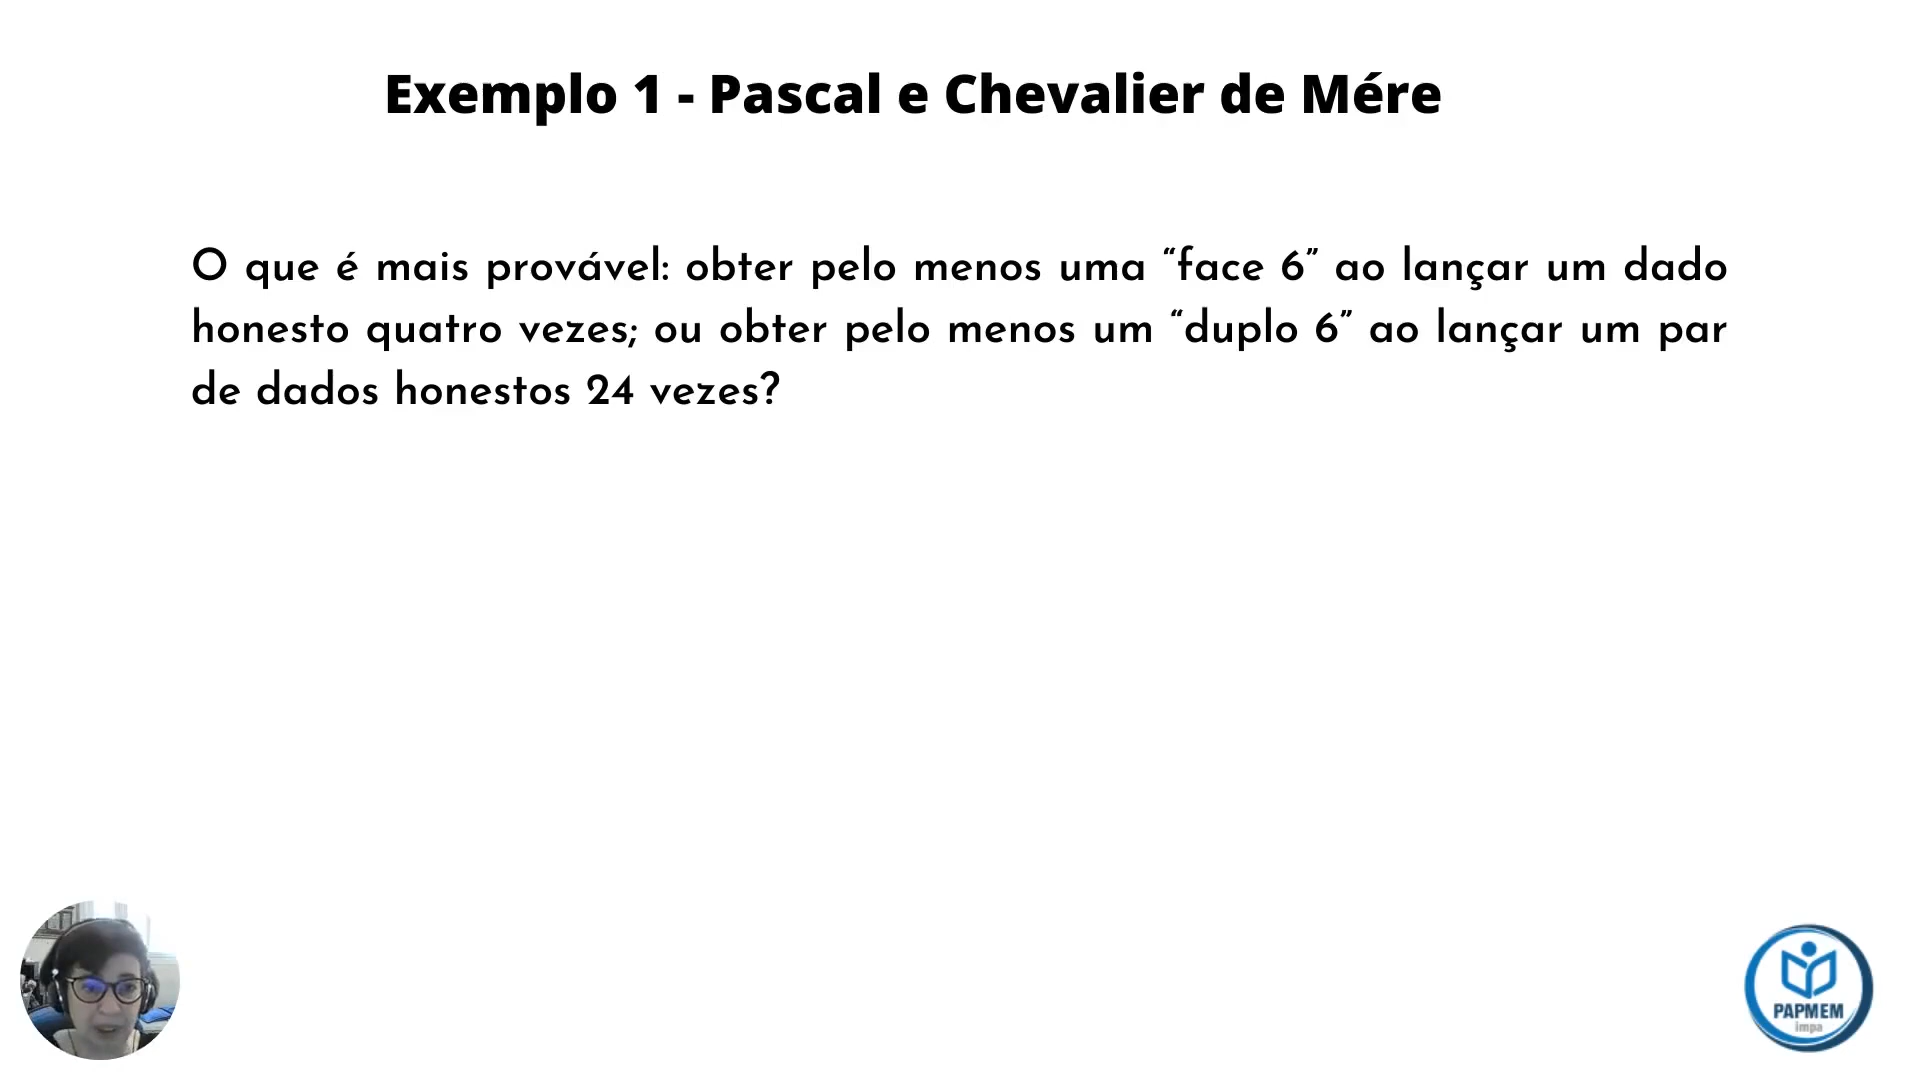 Exemplo 1 - Pascal e Chevalier de Mére
O que é mais provável: obter pelo menos uma “face 6” ao lançar um dado
honesto quatro vezes; ou obter pelo menos um “duplo 6” ao lançar um par
de dados honestos 24 vezes?
PAPMEM
impa